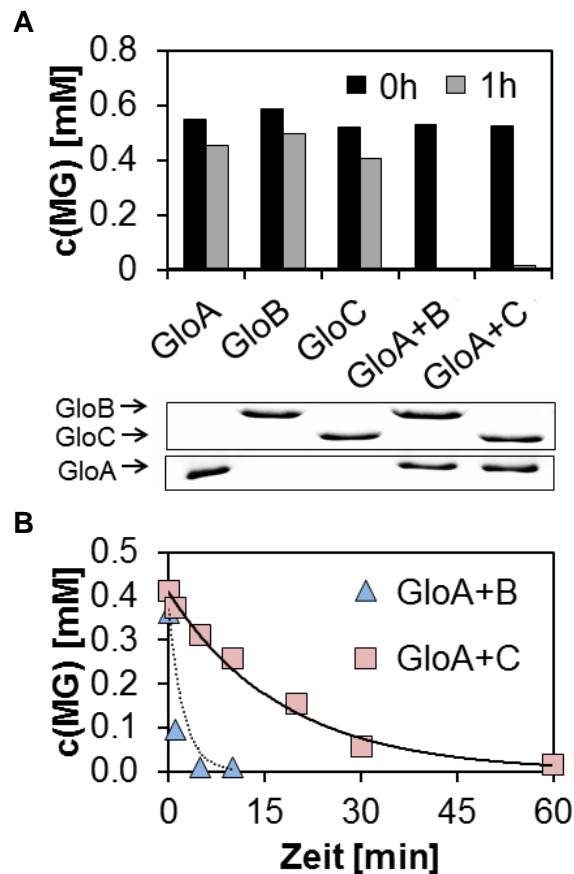 A
c(MG) [mM]
0.8
0.6
0.4
0.2
0
0h 1h
GloA GloB GloC GloA+B GloA+C
GloB →
GloC →
GloA →
B
c(MG) [mM]
0.5
0.4
0.3
0.2
0.1
0.0
GloA+B
GloA+C
0 15 30 45 60
Zeit [min]